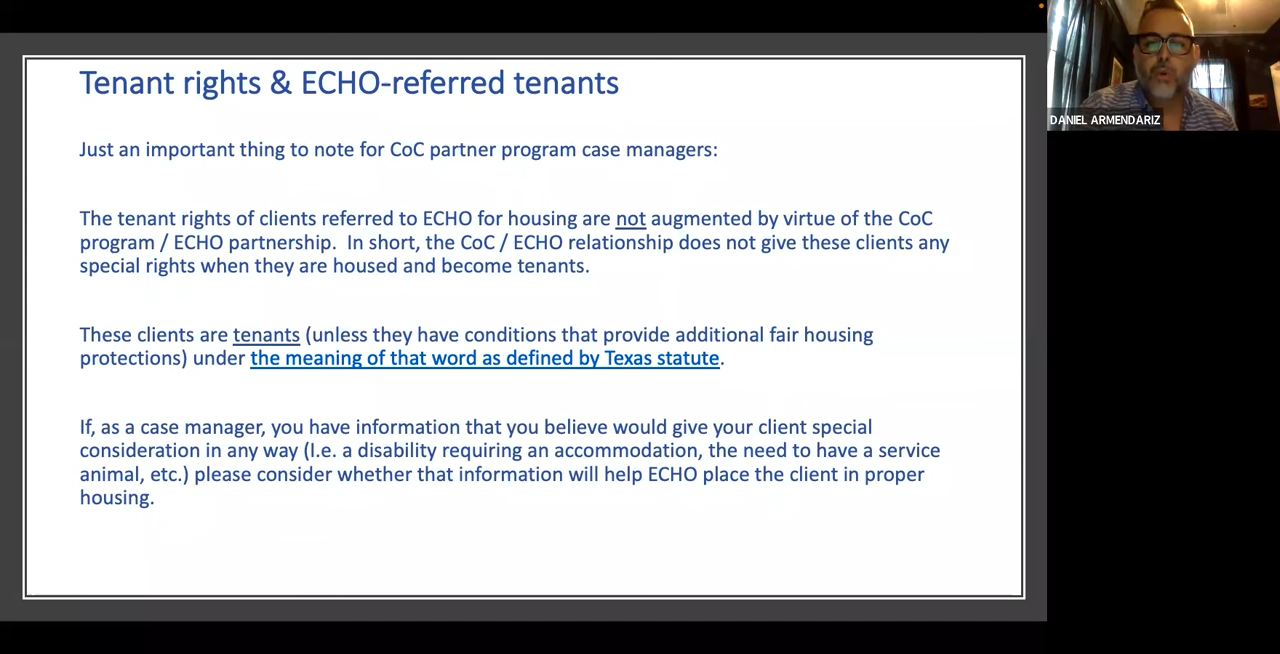 Tenant rights & ECHO-referred tenants
Just an important thing to note for CoC partner program case managers:
The tenant rights of clients referred to ECHO for housing are not augmented by virtue of the CoC
program / ECHO partnership.  In short, the CoC / ECHO relationship does not give these clients any
special rights when they are housed and become tenants.
These clients are tenants (unless they have conditions that provide additional fair housing
protections) under the meaning of that word as defined by Texas statute.
If, as a case manager, you have information that you believe would give your client special
consideration in any way (I.e. a disability requiring an accommodation, the need to have a service
animal, etc.) please consider whether that information will help ECHO place the client in proper
housing.
DANIEL ARMENDARIZ